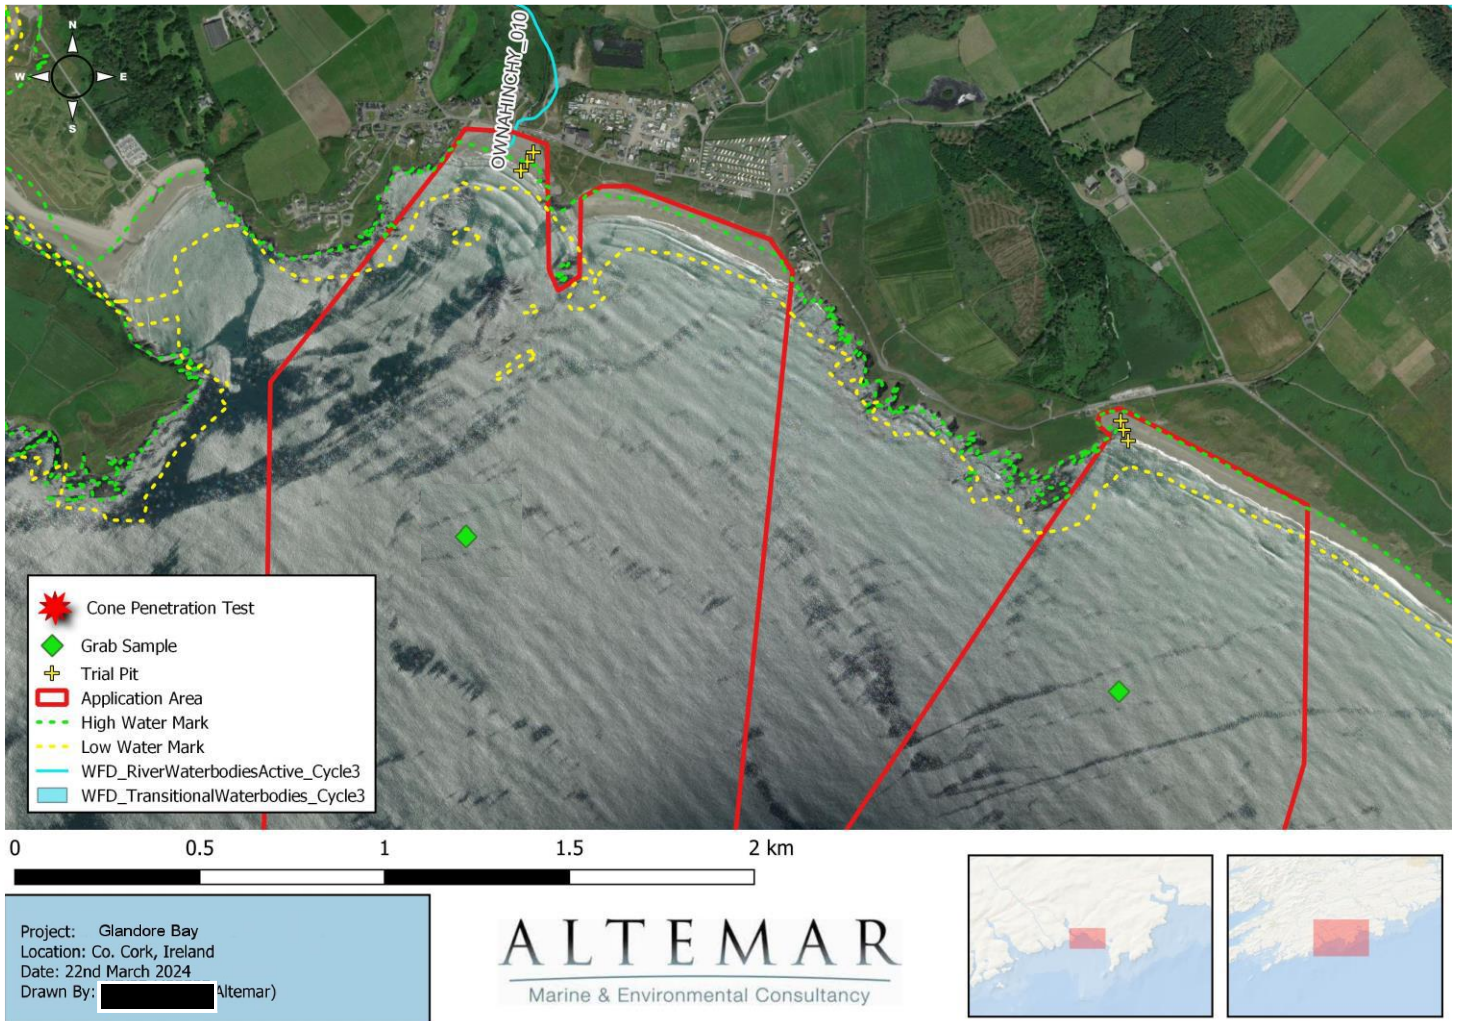 N
W E
S
OWNAHINCHY_010
Cone Penetration Test
Grab Sample
Trial Pit
Application Area
High Water Mark
Low Water Mark
WFD_RiverWaterbodiesActive_Cycle3
WFD_TransitionalWaterbodies_Cycle3
0 0.5 1 1.5 2 km
Project: Glandore Bay
Location: Co. Cork, Ireland
Date: 22nd March 2024
Drawn By: Altemar)
ALTEMAR
Marine & Environmental Consultancy